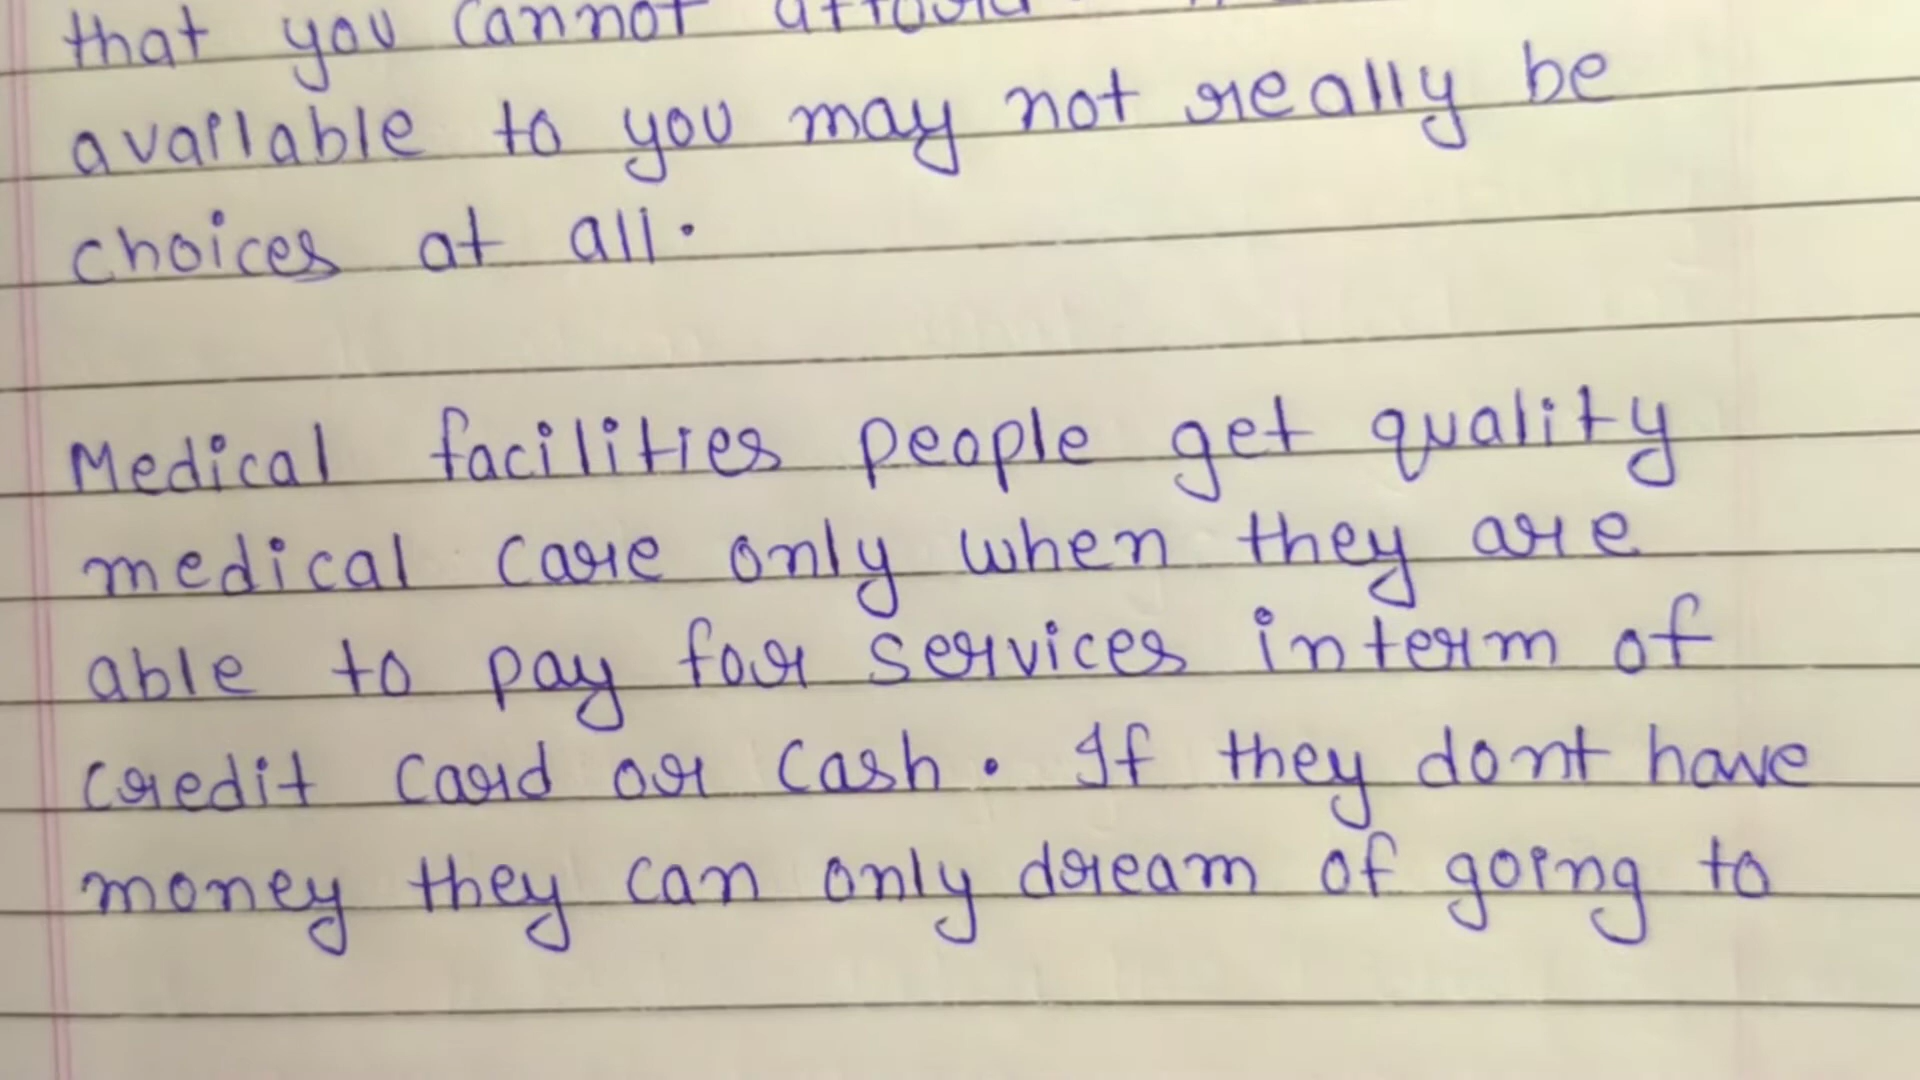 that you cannot afford
available to you may not really be
choices at all.
Medical facilities people get quality
medical care only when they are
able to pay for services interm of
credit card or cash. If they dont have
money they can only dream of going to